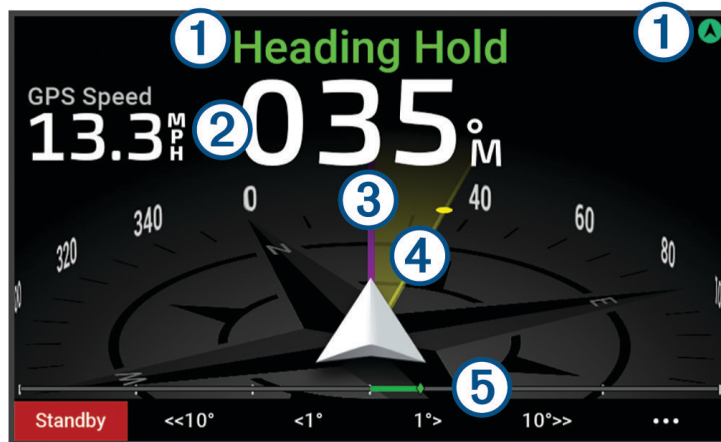 1 Heading Hold 1
GPS Speed
13.3 MPH 2 035°M
3
320 340 0 40 60 80
4
N E W
5
Standby <<10° <1° 1°> 10°>> •••